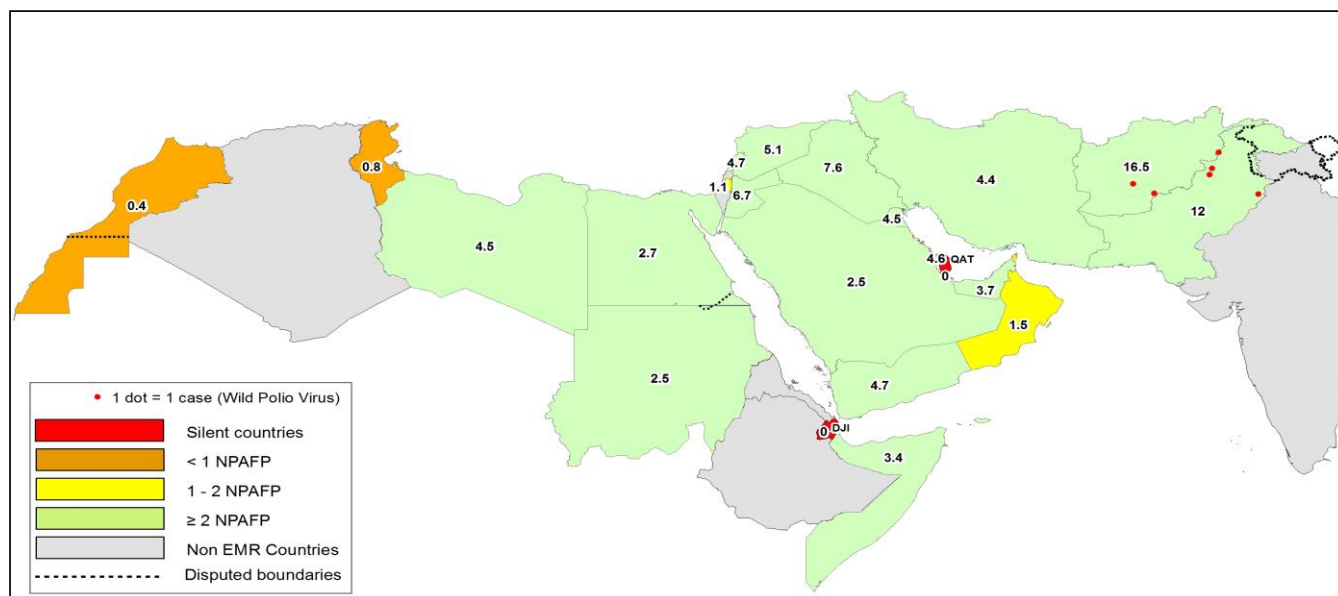 5.1
4.7
7.6
16.5
0.8
4.4
1.1
6.7
0.4
12
4.5
4.5
2.7
4.6 QAT
0
2.5
3.7
1.5
2.5
4.7
0 DJI
3.4
1 dot = 1 case (Wild Polio Virus)
Silent countries
< 1 NPAFP
1 - 2 NPAFP
≥ 2 NPAFP
Non EMR Countries
Disputed boundaries